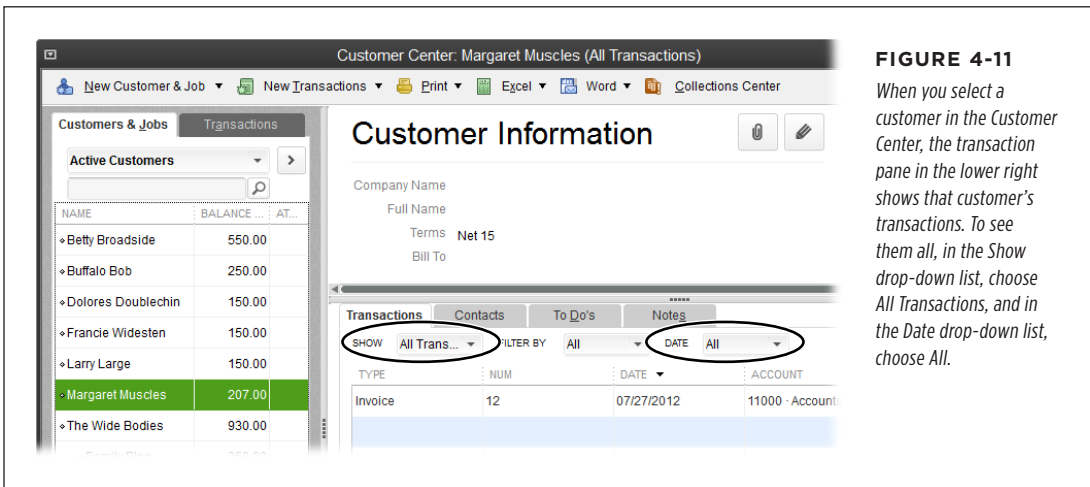 Customer Center: Margaret Muscles (All Transactions)
New Customer & Job New Transactions Print Excel Word Collections Center
Customers & Jobs Transactions
Active Customers
NAME BALANCE ... AT...
Betty Broadside 550.00
Buffalo Bob 250.00
Dolores Doublechin 150.00
Francie Widesten 150.00
Larry Large 150.00
Margaret Muscles 207.00
The Wide Bodies 930.00
Customer Information
Company Name
Full Name
Terms Net 15
Bill To
Transactions Contacts To Do's Notes
SHOW All Trans... FILTER BY All DATE All
TYPE NUM DATE ACCOUNT
Invoice 12 07/27/2012 11000 · Account
FIGURE 4-11
When you select a
customer in the Customer
Center, the transaction
pane in the lower right
shows that customer’s
transactions. To see
them all, in the Show
drop-down list, choose
All Transactions, and in
the Date drop-down list,
choose All.